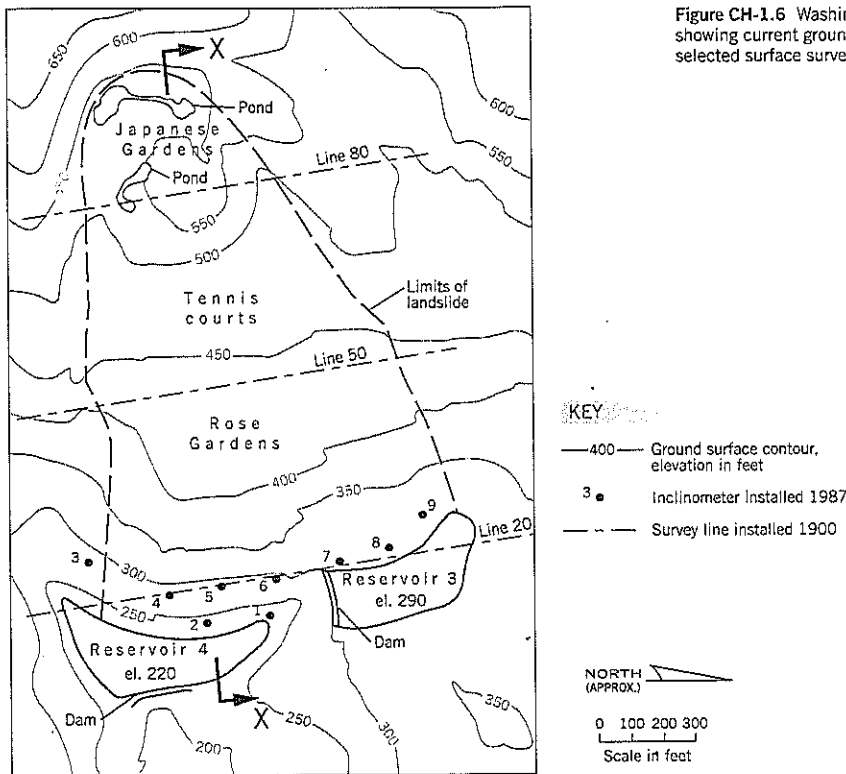 Figure CH-1.6 Washin
showing current groun
selected surface surve
600
650
X
Pond
600
Japanese
Gardens
550
Pond
Line 80
550
500
Limits of
landslide
Tennis
courts
450
Line 50
Rose
Gardens
400
350
9
8
7
Line 20
3
300
6
5
4
Reservoir 3
el. 290
250
1
2
Reservoir 4
el. 220
Dam
Dam
X
250
300
350
200
KEY
400 Ground surface contour,
elevation in feet
3 Inclinometer Installed 1987
Survey line installed 1900
NORTH
(APPROX.)
0 100 200 300
Scale in feet